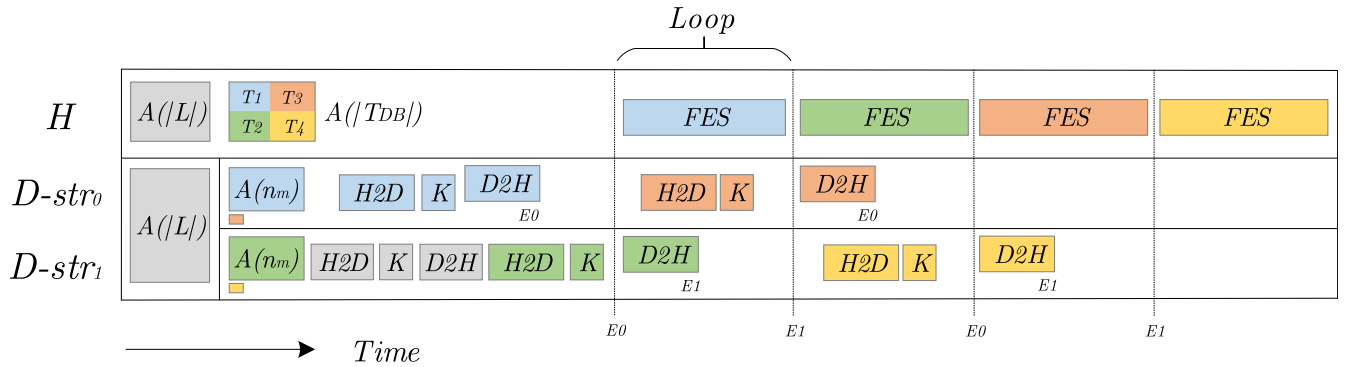 Loop
H A(|L|) T1 T3 A(|TDB|) FES FES FES FES
T2 T4
D-str0 A(nm) H2D K D2H H2D K D2H
E0 E0
A(|L|)
D-str1 A(nm) H2D K D2H H2D K D2H H2D K D2H
E1 E1
E0 E1 E0 E1
Time